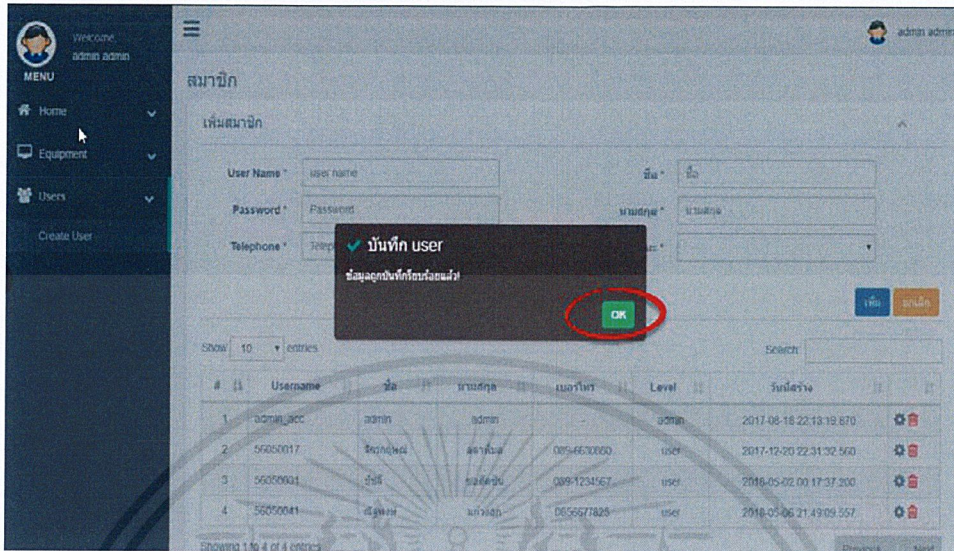 Welcome,
admin admin
MENU
admin admin
Home
Equipment
Users
Create User
สมาชิก
เพิ่มสมาชิก
User Name * user name
ชื่อ * ชื่อ
Password * Password
นามสกุล * นามสกุล
Telephone *
บันทึก user
ข้อมูลถูกบันทึกเรียบร้อยแล้ว!
OK
เพิ่ม ยกเลิก
Show 10 entries
Search:
# Username ชื่อ นามสกุล เบอร์โทร Level วันที่สร้าง
1 admin_acc admin admin - admin 2017-08-18 22:13:19.870
2 56050017 089-6630860 user 2017-12-20 22:31:32.560
3 56050031 089-1234567 user 2018-05-02 00:17:37.200
4 56050041 0856677825 user 2018-05-06 21:49:09.557
Showing 1 to 4 of 4 entries
Previous Next